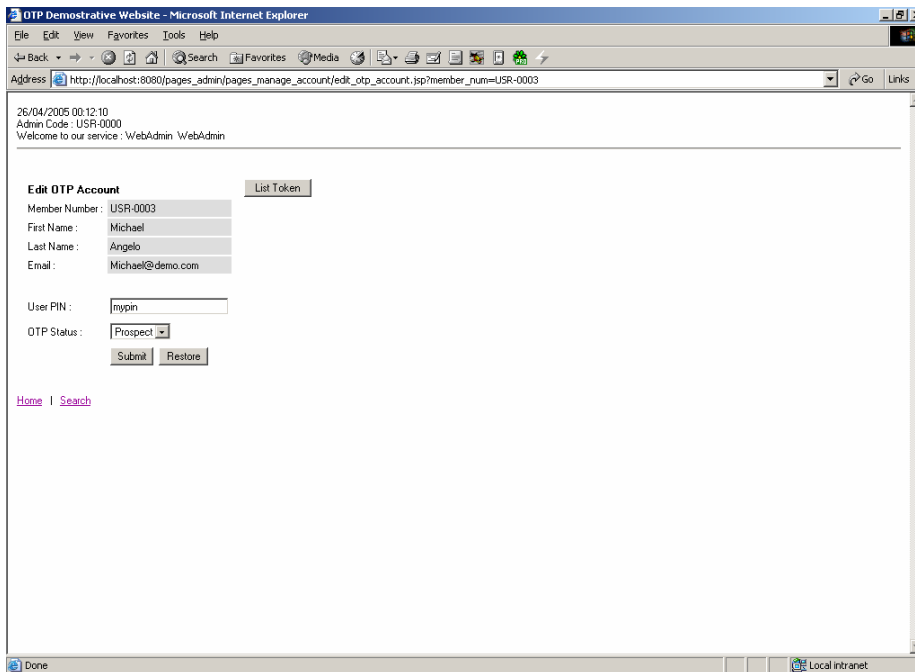 OTP Demostrative Website - Microsoft Internet Explorer
File Edit View Favorites Tools Help
Back Search Favorites Media
Address http://localhost:8080/pages_admin/pages_manage_account/edit_otp_account.jsp?member_num=USR-0003 Go Links
26/04/2005 00:12:10
Admin Code : USR-0000
Welcome to our service : WebAdmin WebAdmin
Edit OTP Account List Token
Member Number : USR-0003
First Name : Michael
Last Name : Angelo
Email : Michael@demo.com
User PIN : mypin
OTP Status : Prospect
Submit Restore
Home | Search
Done Local intranet